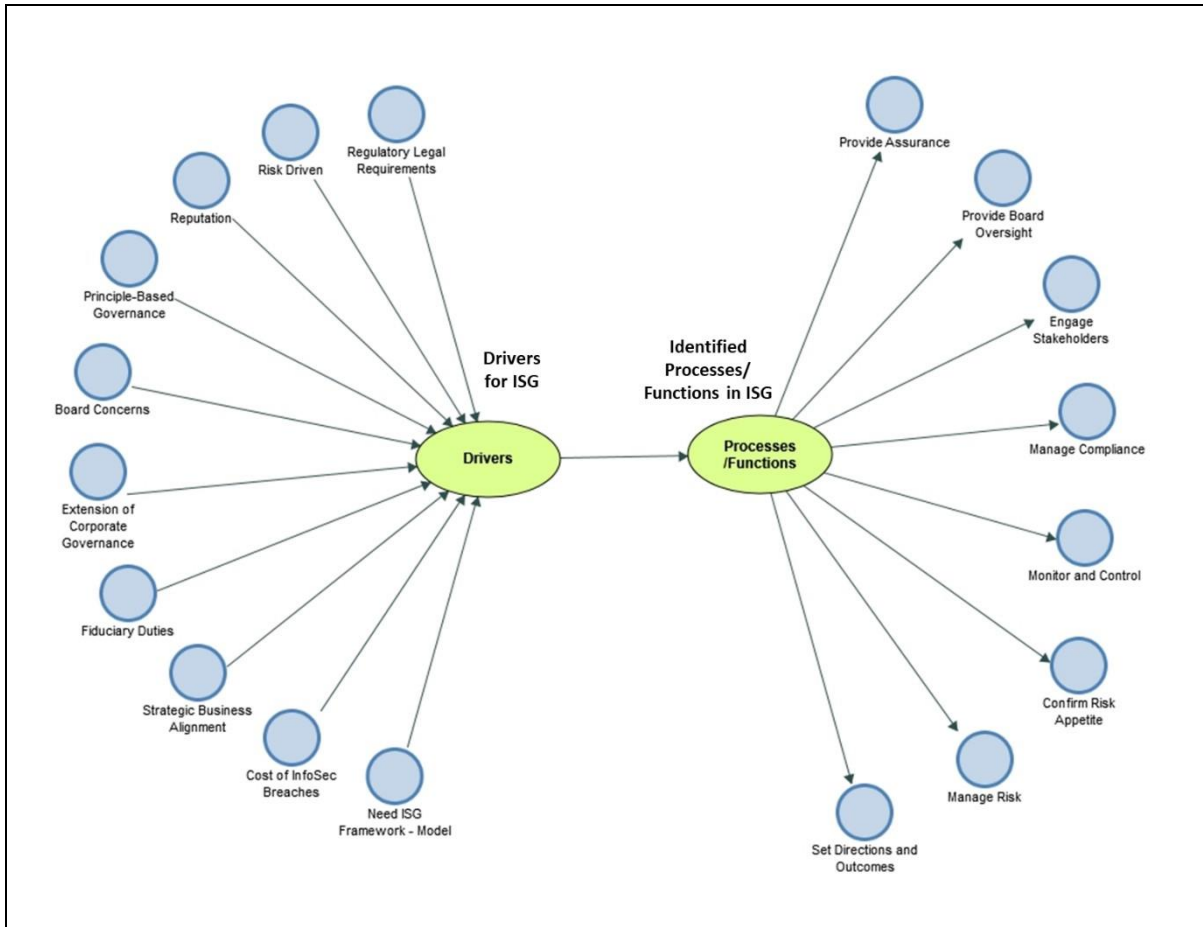 Regulatory Legal
Requirements
Risk Driven
Reputation
Principle-Based
Governance
Board Concerns
Extension of
Corporate
Governance
Fiduciary Duties
Strategic Business
Alignment
Cost of InfoSec
Breaches
Need ISG
Framework - Model
Drivers
for ISG
Drivers
Identified
Processes/
Functions in ISG
Processes
/Functions
Provide Assurance
Provide Board
Oversight
Engage
Stakeholders
Manage Compliance
Monitor and Control
Confirm Risk
Appetite
Manage Risk
Set Directions and
Outcomes